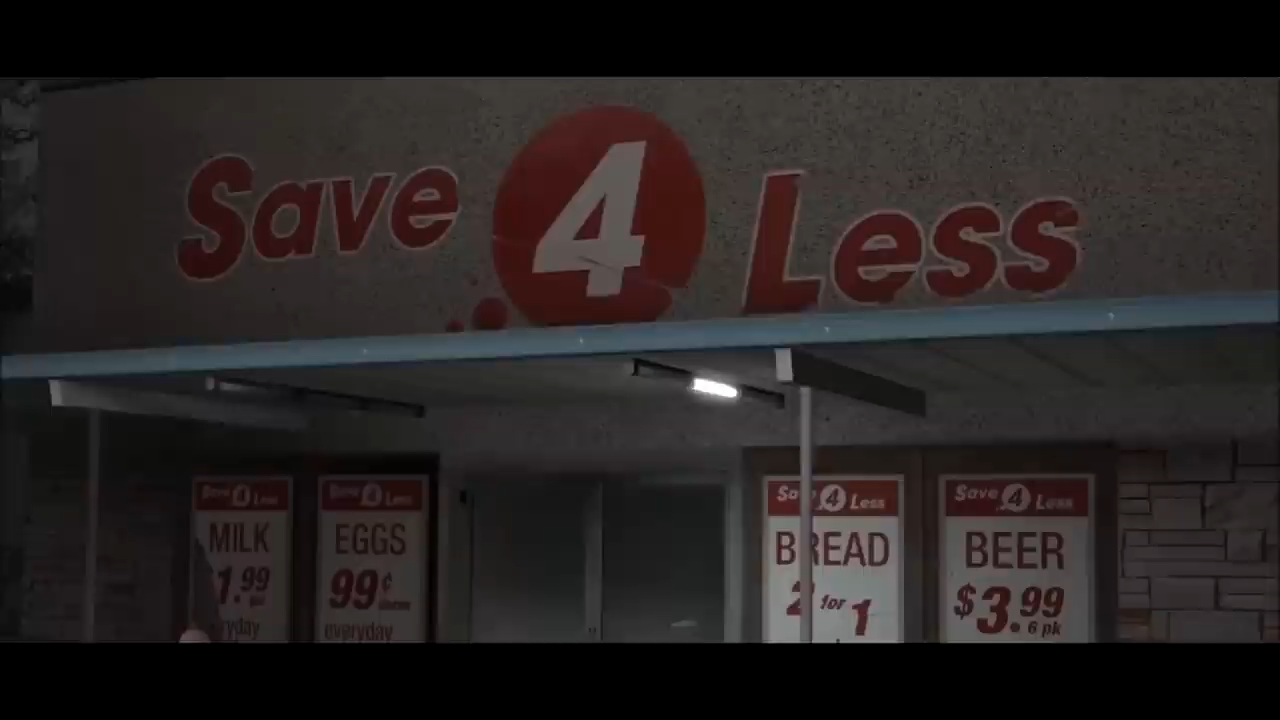 Save 4 Less
Save 4 Less
MILK
1.99
everyday
Save 4 Less
EGGS
99¢
everyday
Save 4 Less
BREAD
2 for 1
Save 4 Less
BEER
$3.99
6 pk